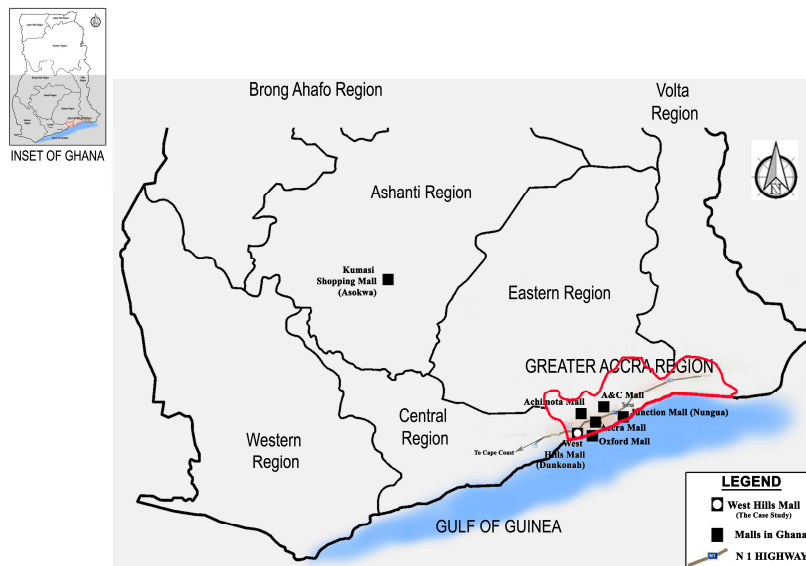 INSET OF GHANA
Brong Ahafo Region
Volta
Region
Ashanti Region
N
Kumasi
Shopping Mall
(Asokwa)
Eastern Region
GREATER ACCRA REGION
A&C Mall
Achimota Mall
Tema
Junction Mall (Nungua)
Accra Mall
Oxford Mall
West
Hills Mall
(Dunkonah)
Central
Region
Western
Region
To Cape Coast
GULF OF GUINEA
LEGEND
West Hills Mall
(The Case Study)
Malls in Ghana
N1
N 1 HIGHWAY